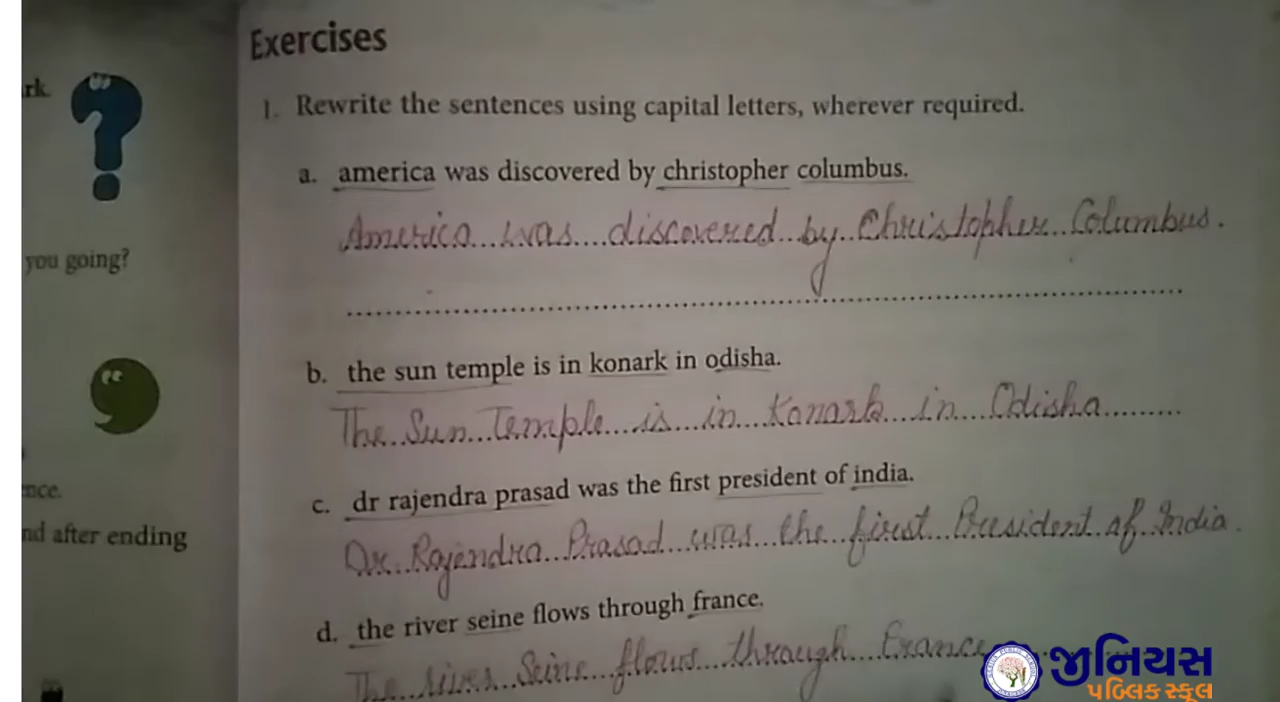 Exercises
rk.
1. Rewrite the sentences using capital letters, wherever required.
a. america was discovered by christopher columbus.
America was discovered by Christopher Columbus.
you going?
b. the sun temple is in konark in odisha.
The Sun Temple is in Konark in Odisha
c. dr rajendra prasad was the first president of india.
Dr. Rajendra Prasad was the first President of India.
nce.
nd after ending
d. the river seine flows through france.
The river Seine flows through France
જીનિયસ
પબ્લિક સ્કૂલ